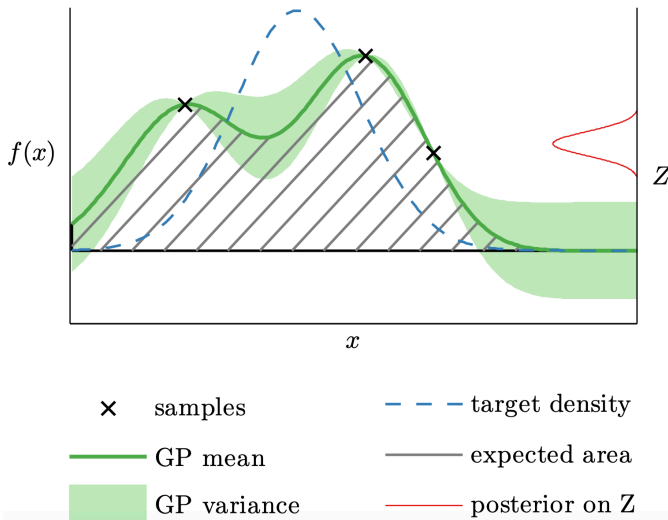 f(x)
Z
x
samples
target density
GP mean
expected area
GP variance
posterior on Z